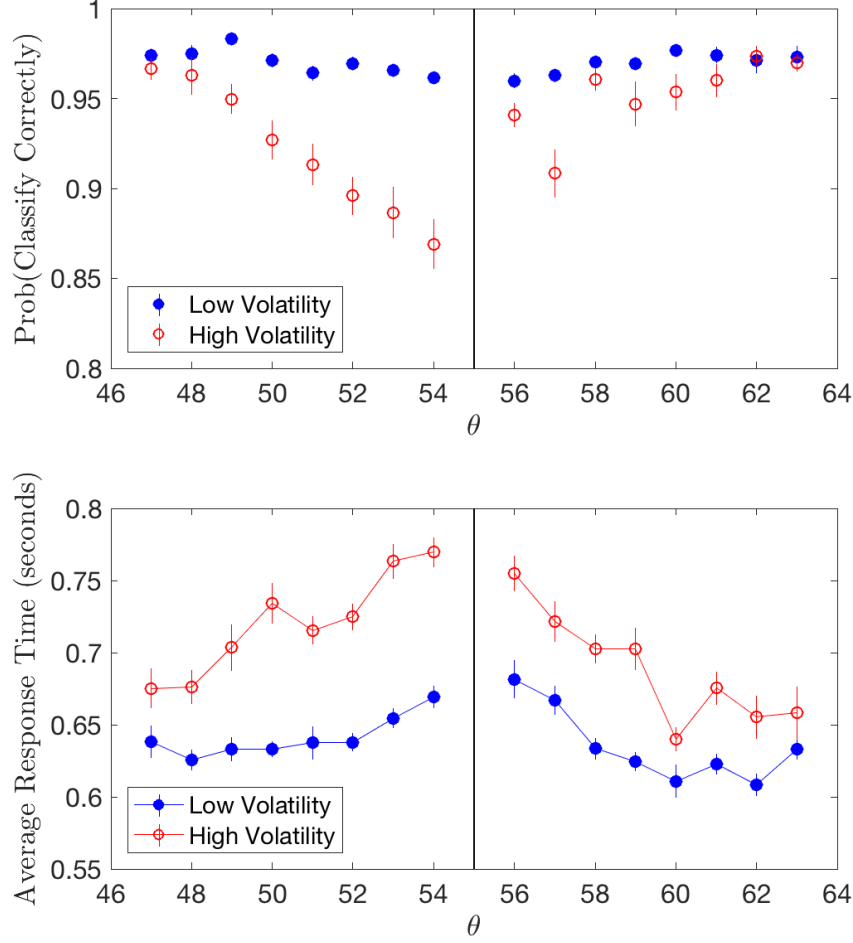 Prob(Classify Correctly)
1
0.95
0.9
0.85
0.8
Low Volatility
High Volatility
46 48 50 52 54 56 58 60 62 64
θ
Average Response Time (seconds)
0.8
0.75
0.7
0.65
0.6
0.55
Low Volatility
High Volatility
46 48 50 52 54 56 58 60 62 64
θ